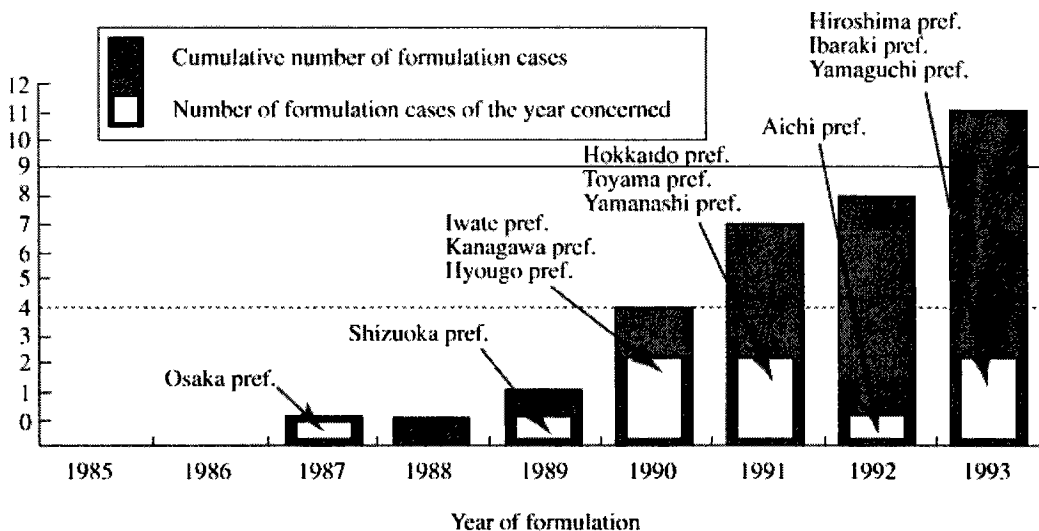 Cumulative number of formulation cases
Number of formulation cases of the year concerned
Hiroshima pref.
Ibaraki pref.
Yamaguchi pref.
Aichi pref.
Hokkaido pref.
Toyama pref.
Yamanashi pref.
Iwate pref.
Kanagawa pref.
Hyougo pref.
Shizuoka pref.
Osaka pref.
12
11
10
9
8
7
6
5
4
3
2
1
0
1985 1986 1987 1988 1989 1990 1991 1992 1993
Year of formulation